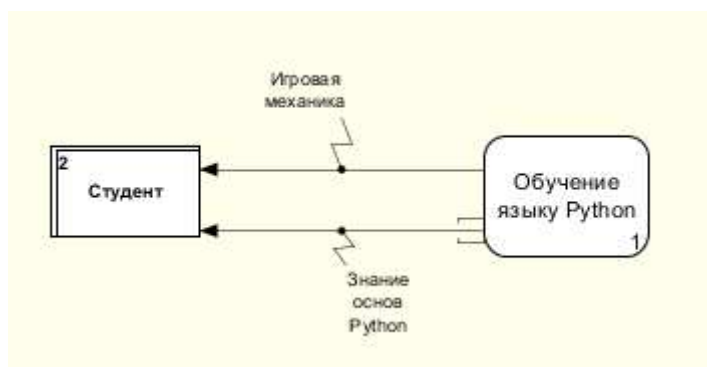 Игровая
механика
2
Студент
Обучение
языку Python
1
Знание
основ
Python